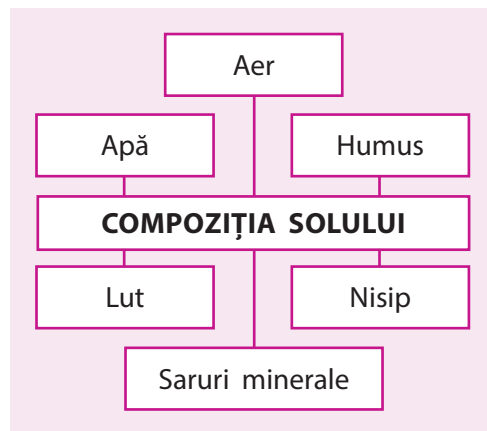 Aer
Apă Humus
COMPOZIȚIA SOLULUI
Lut Nisip
Saruri minerale